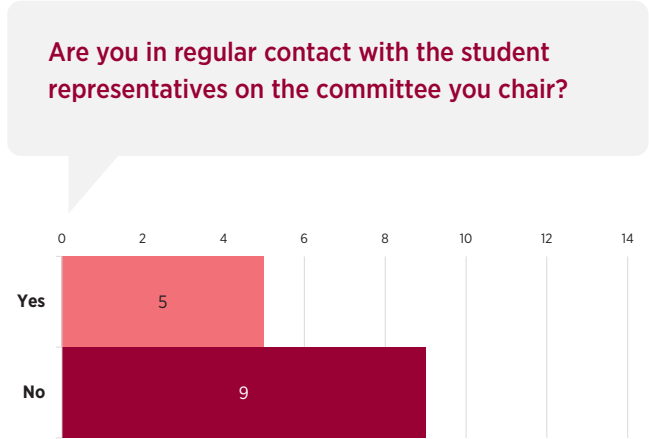 Are you in regular contact with the student
representatives on the committee you chair?
0 2 4 6 8 10 12 14
Yes 5
No 9